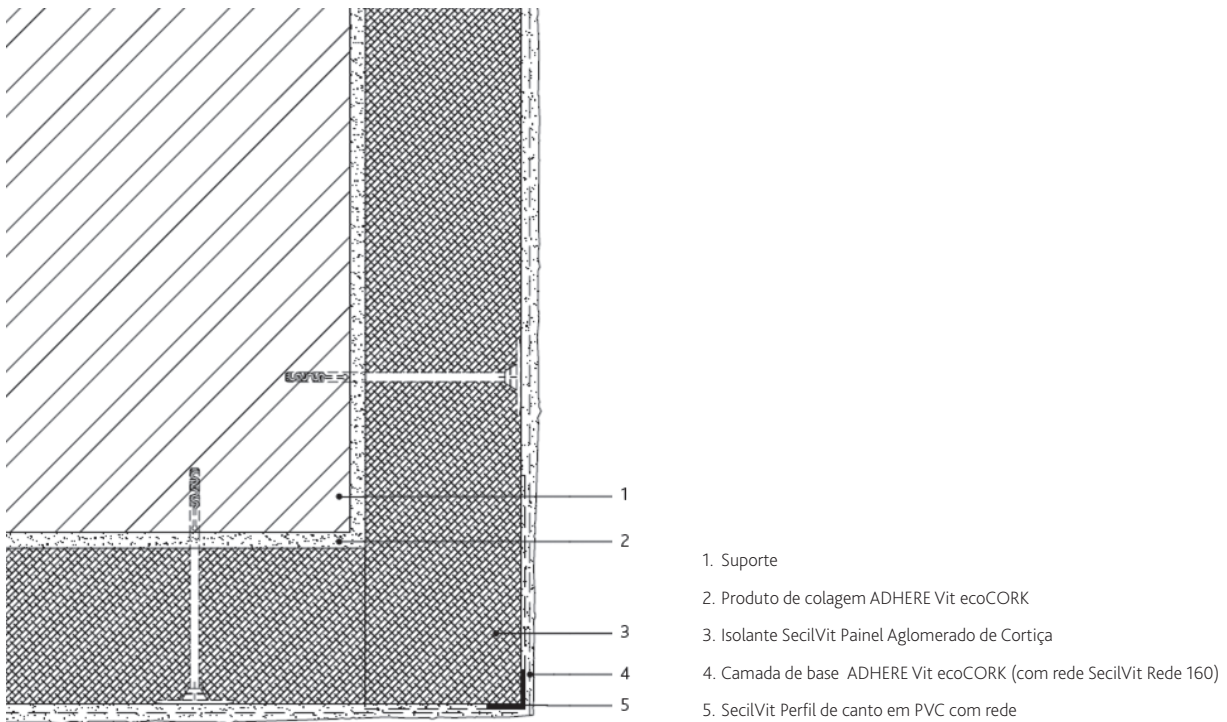 1
2
3
4
5
1. Suporte
2. Produto de colagem ADHERE Vit ecoCORK
3. Isolante SecilVit Painel Aglomerado de Cortiça
4. Camada de base ADHERE Vit ecoCORK (com rede SecilVit Rede 160)
5. SecilVit Perfil de canto em PVC com rede